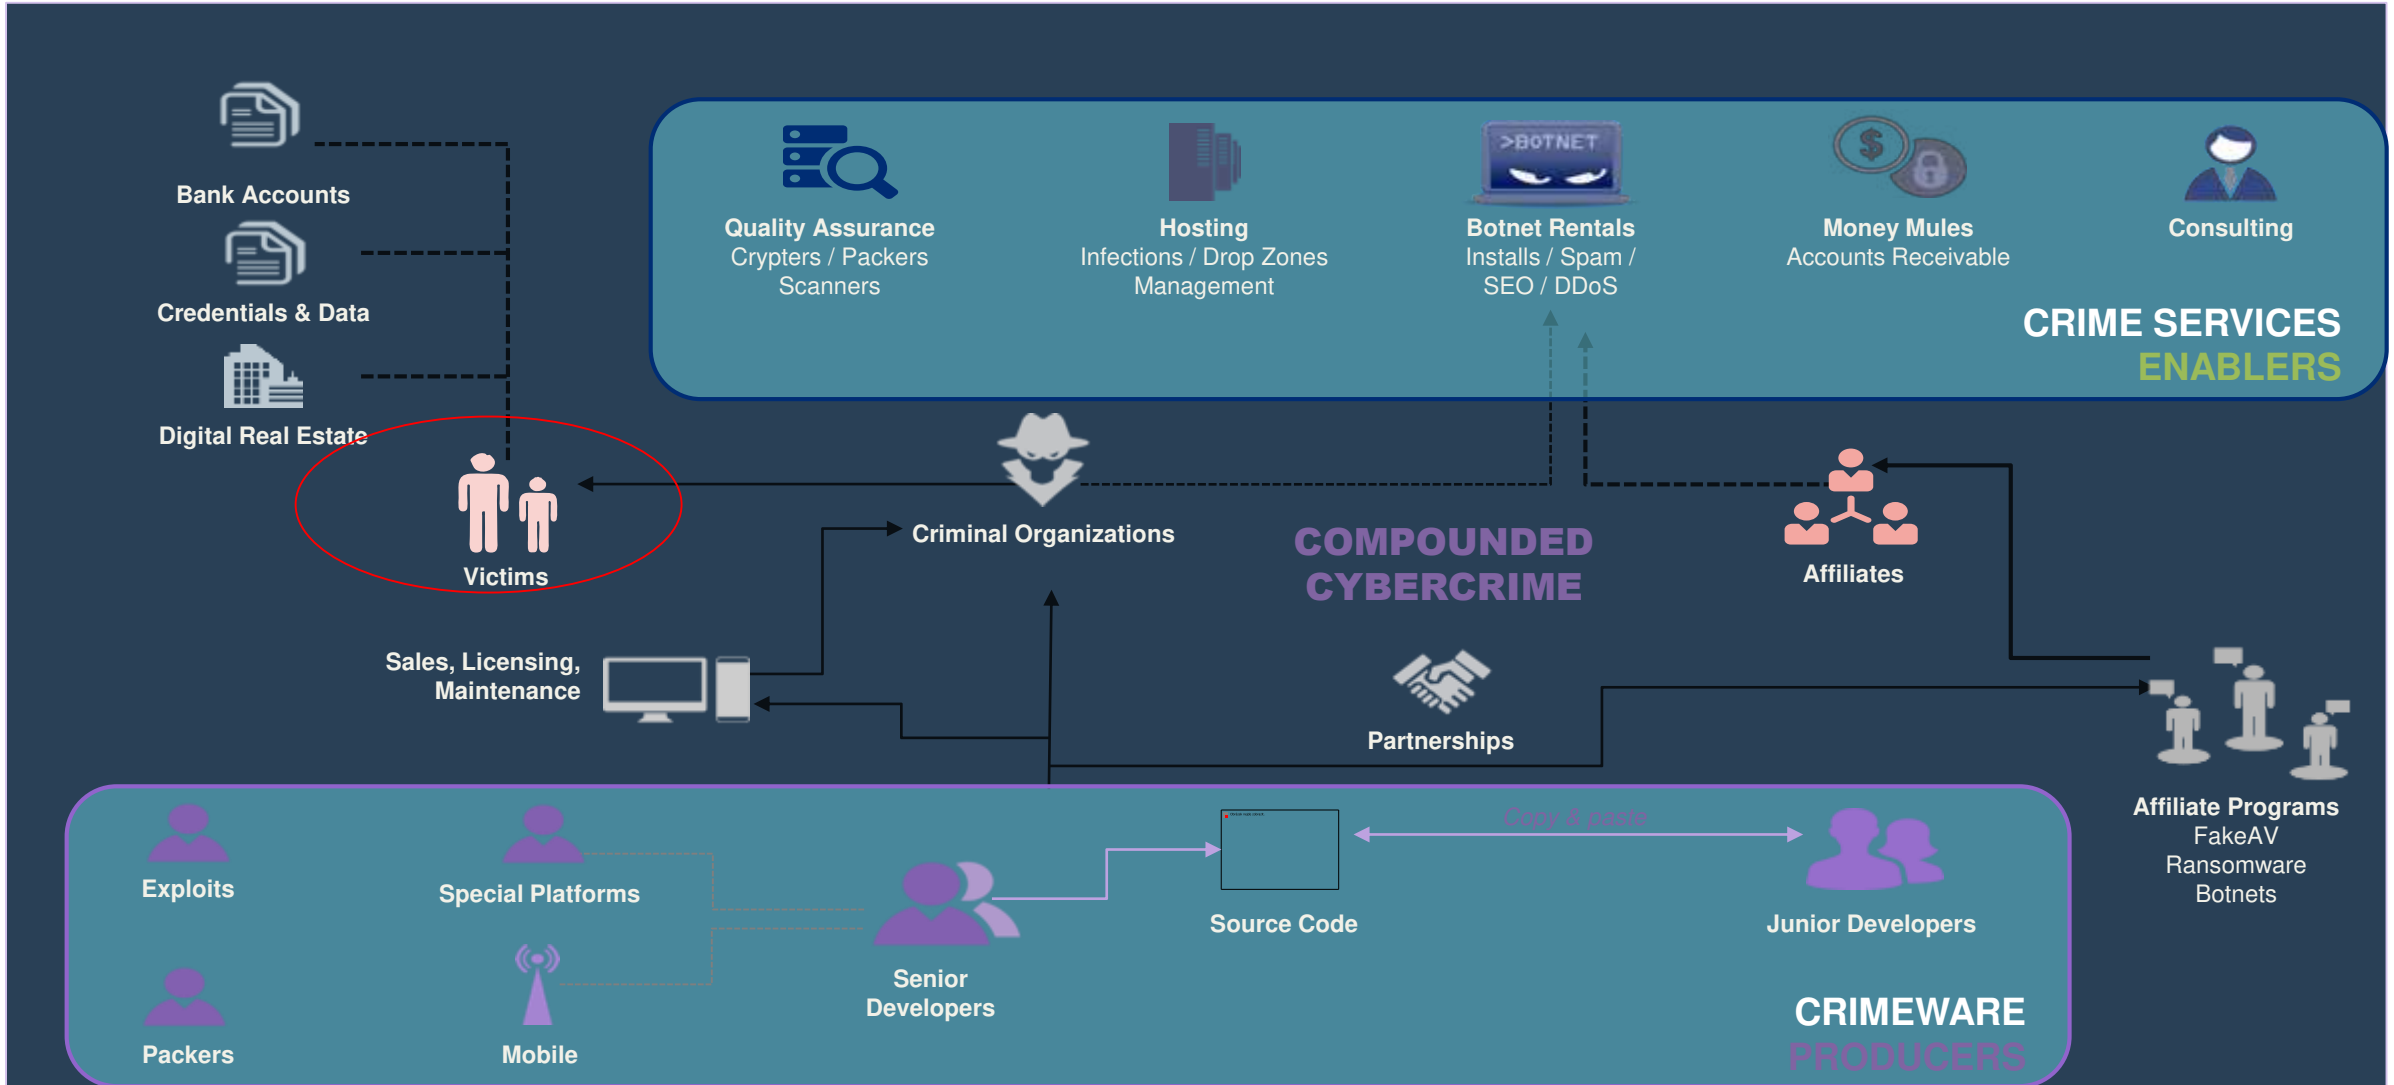 Bank Accounts
Credentials & Data
Digital Real Estate
>BOTNET
$
Quality Assurance
Crypters / Packers
Scanners
Hosting
Infections / Drop Zones
Management
Botnet Rentals
Installs / Spam /
SEO / DDoS
Money Mules
Accounts Receivable
Consulting
CRIME SERVICES
ENABLERS
Victims
Criminal Organizations
COMPOUNDED
CYBERCRIME
Affiliates
Sales, Licensing,
Maintenance
Partnerships
Affiliate Programs
FakeAV
Ransomware
Botnets
Exploits
Special Platforms
Packers
Mobile
Senior
Developers
Source Code
Copy & paste
Junior Developers
CRIMEWARE
PRODUCERS